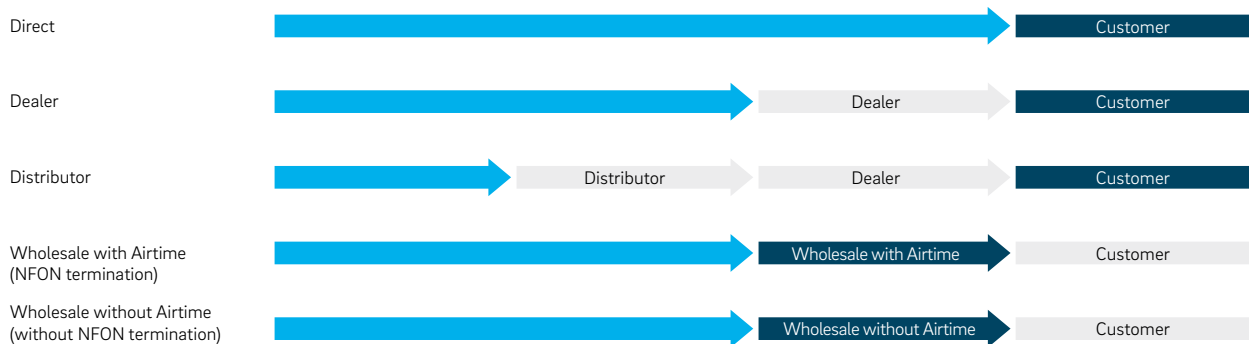 Direct
Customer
Dealer
Dealer
Customer
Distributor
Distributor
Dealer
Customer
Wholesale with Airtime
(NFON termination)
Wholesale with Airtime
Customer
Wholesale without Airtime
(without NFON termination)
Wholesale without Airtime
Customer